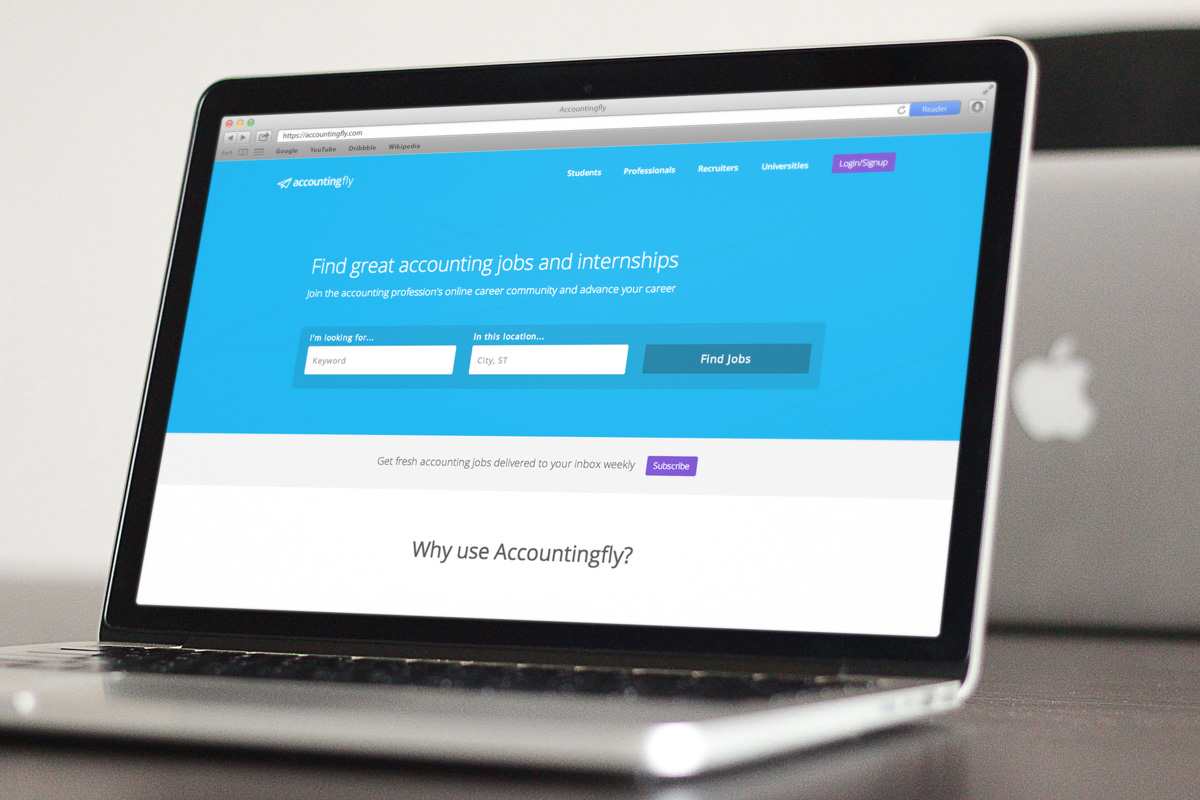 Accountingfly
https://accountingfly.com
Reader
Google YouTube Dribbble Wikipedia
accountingfly
Students Professionals Recruiters Universities Login/Signup
Find great accounting jobs and internships
Join the accounting profession's online career community and advance your career
I'm looking for... In this location...
Keyword City, ST Find Jobs
Get fresh accounting jobs delivered to your inbox weekly Subscribe
Why use Accountingfly?